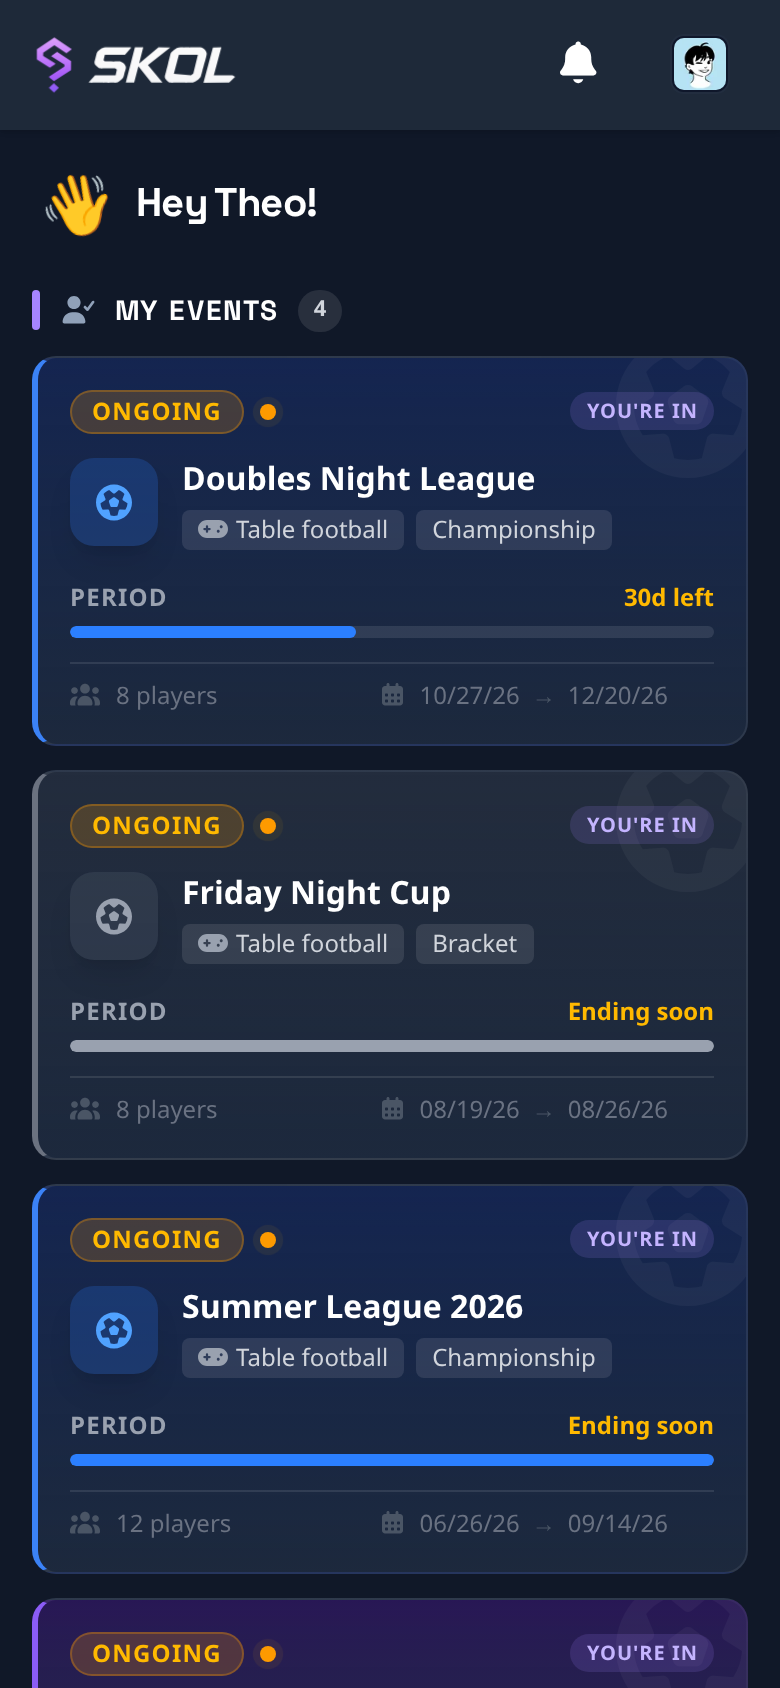 SKOL
Hey Theo!
MY EVENTS 4
ONGOING YOU'RE IN
Doubles Night League
Table football Championship
PERIOD 30d left
8 players 10/27/26 → 12/20/26
ONGOING YOU'RE IN
Friday Night Cup
Table football Bracket
PERIOD Ending soon
8 players 08/19/26 → 08/26/26
ONGOING YOU'RE IN
Summer League 2026
Table football Championship
PERIOD Ending soon
12 players 06/26/26 → 09/14/26
ONGOING YOU'RE IN